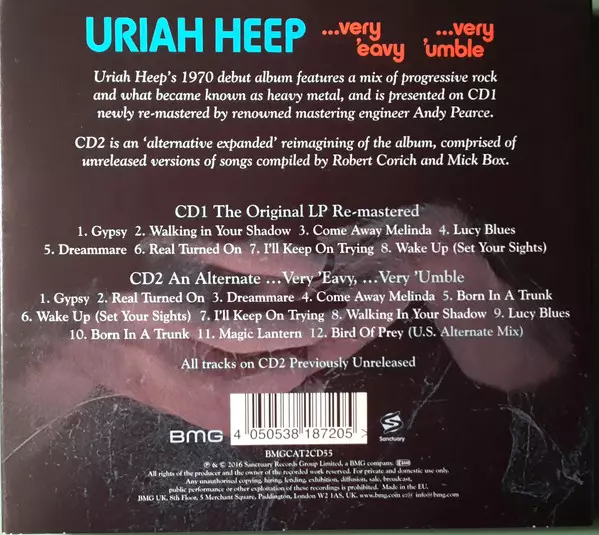 URIAH HEEP ...very 'eavy ...very 'umble
Uriah Heep's 1970 debut album features a mix of progressive rock
and what became known as heavy metal, and is presented on CD1
newly re-mastered by renowned mastering engineer Andy Pearce.
CD2 is an 'alternative expanded' reimagining of the album, comprised of
unreleased versions of songs compiled by Robert Corich and Mick Box.
CD1 The Original LP Re-mastered
1. Gypsy 2. Walking in Your Shadow 3. Come Away Melinda 4. Lucy Blues
5. Dreammare 6. Real Turned On 7. I'll Keep On Trying 8. Wake Up (Set Your Sights)
CD2 An Alternate ...Very 'Eavy, ...Very 'Umble
1. Gypsy 2. Real Turned On 3. Dreammare 4. Come Away Melinda 5. Born In A Trunk
6. Wake Up (Set Your Sights) 7. I'll Keep On Trying 8. Walking In Your Shadow 9. Lucy Blues
10. Born In A Trunk 11. Magic Lantern 12. Bird Of Prey (U.S. Alternate Mix)
All tracks on CD2 Previously Unreleased
BMG 4 050538 187205 > Sanctuary
BMGCAT2CD55
℗ & © 2016 Sanctuary Records Group Limited, a BMG company.
All rights of the producer and the owner of the recorded work reserved. For private and domestic use only.
Any unauthorised copying, hiring, lending, exhibition, diffusion, sale, broadcast,
public performance or other exploitation of these recordings is prohibited. Made in the EU.
BMG UK, 8th Floor, 5 Merchant Square, Paddington, London W2 1AS, UK. info@bmg.com